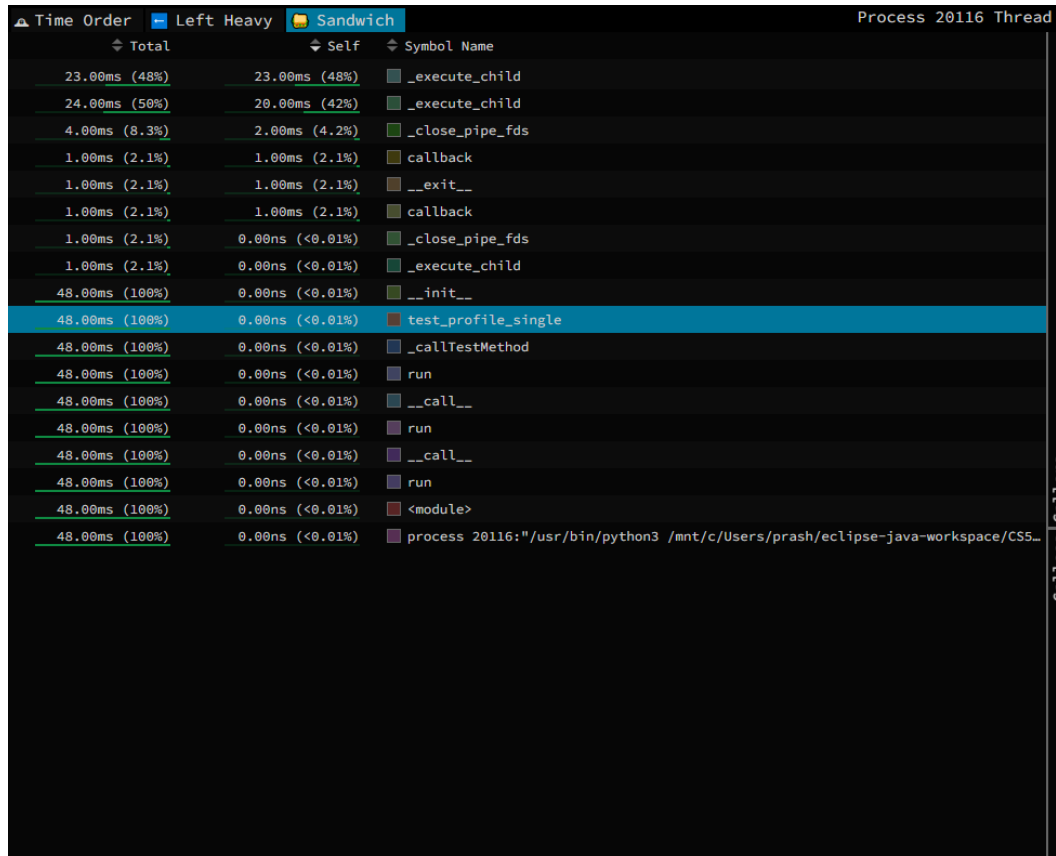 Time Order Left Heavy Sandwich Process 20116 Thread
Total Self Symbol Name
23.00ms (48%) 23.00ms (48%) _execute_child
24.00ms (50%) 20.00ms (42%) _execute_child
4.00ms (8.3%) 2.00ms (4.2%) _close_pipe_fds
1.00ms (2.1%) 1.00ms (2.1%) callback
1.00ms (2.1%) 1.00ms (2.1%) __exit__
1.00ms (2.1%) 1.00ms (2.1%) callback
1.00ms (2.1%) 0.00ns (<0.01%) _close_pipe_fds
1.00ms (2.1%) 0.00ns (<0.01%) _execute_child
48.00ms (100%) 0.00ns (<0.01%) __init__
48.00ms (100%) 0.00ns (<0.01%) test_profile_single
48.00ms (100%) 0.00ns (<0.01%) _callTestMethod
48.00ms (100%) 0.00ns (<0.01%) run
48.00ms (100%) 0.00ns (<0.01%) __call__
48.00ms (100%) 0.00ns (<0.01%) run
48.00ms (100%) 0.00ns (<0.01%) __call__
48.00ms (100%) 0.00ns (<0.01%) run
48.00ms (100%) 0.00ns (<0.01%) <module>
48.00ms (100%) 0.00ns (<0.01%) process 20116:"/usr/bin/python3 /mnt/c/Users/prash/eclipse-java-workspace/CS5…